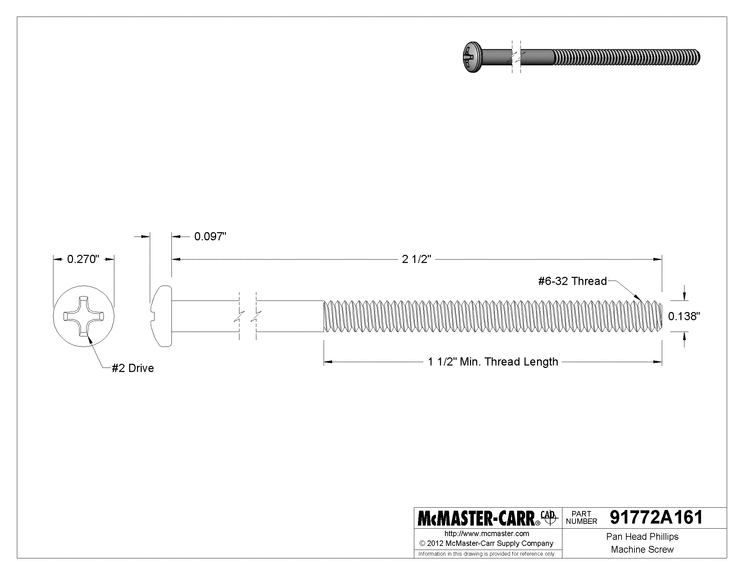 0.097"
0.270"
2 1/2"
#6-32 Thread
0.138"
#2 Drive
1 1/2" Min. Thread Length
McMASTER-CARR® CAD
PART NUMBER
91772A161
http://www.mcmaster.com
© 2012 McMaster-Carr Supply Company
Information in this drawing is provided for reference only.
Pan Head Phillips
Machine Screw